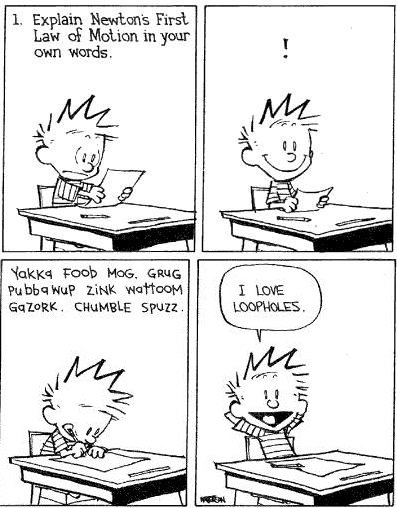 1. Explain Newton's First
Law of Motion in your
own words.
!
Yakka foob mog. Grug
pubbawup zink wattoom
gazork. Chumble spuzz.
I LOVE
LOOPHOLES.